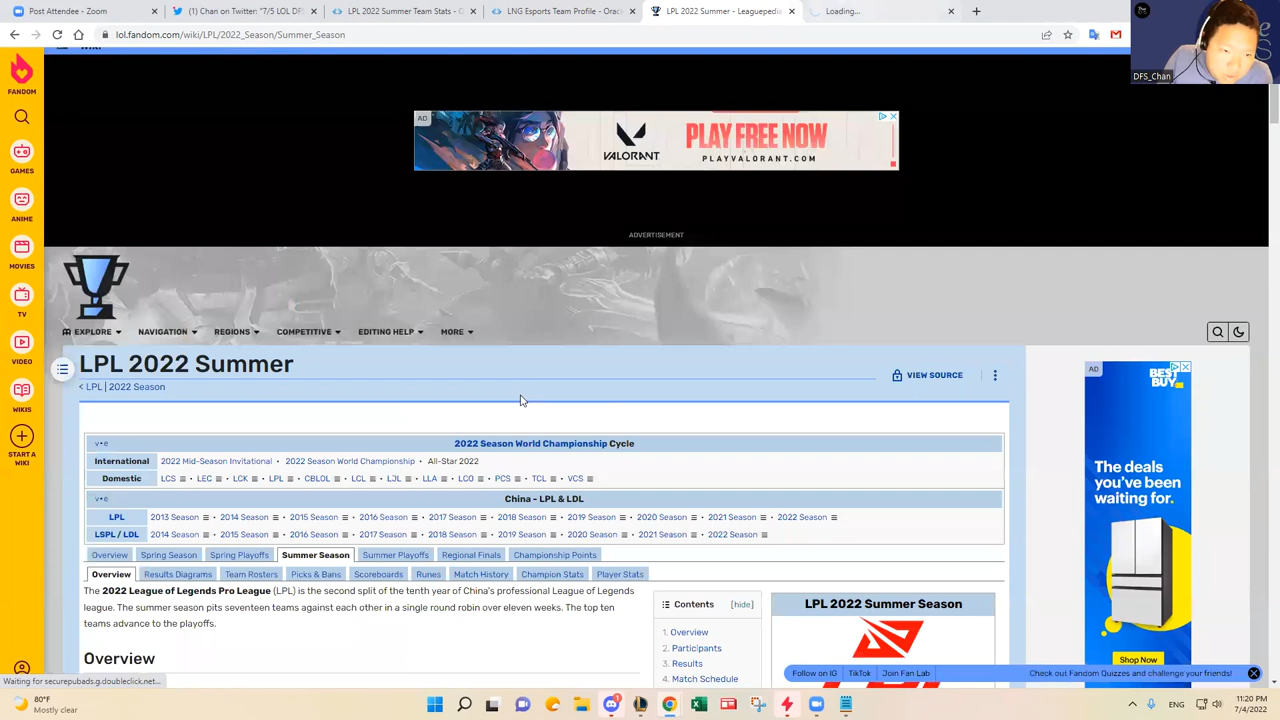 Post Attendee
(1) Chan on Twitter: "7/5 LOL DFS
LPL 2022 Summer Team Stats -
LNG Esports Team Profile - Orac
LPL 2022 Summer - Leaguepedia
Loading...
lol.fandom.com/wiki/LPL/2022_Season/Summer_Season
DFS_Chan
FANDOM
GAMES
ANIME
MOVIES
TV
VIDEO
WIKIS
START A
WIKI
AD
VALORANT
PLAY FREE NOW
PLAYVALORANT.COM
ADVERTISEMENT
EXPLORE
NAVIGATION
REGIONS
COMPETITIVE
EDITING HELP
MORE
LPL 2022 Summer
< LPL | 2022 Season
VIEW SOURCE
v•e 2022 Season World Championship Cycle
International 2022 Mid-Season Invitational • 2022 Season World Championship • All-Star 2022
Domestic LCS • LEC • LCK • LPL • CBLOL • LCL • LJL • LLA • LCO • PCS • TCL • VCS
v•e China - LPL & LDL
LPL 2013 Season • 2014 Season • 2015 Season • 2016 Season • 2017 Season • 2018 Season • 2019 Season • 2020 Season • 2021 Season • 2022 Season
LSPL / LDL 2014 Season • 2015 Season • 2016 Season • 2017 Season • 2018 Season • 2019 Season • 2020 Season • 2021 Season • 2022 Season
Overview Spring Season Spring Playoffs Summer Season Summer Playoffs Regional Finals Championship Points
Overview Results Diagrams Team Rosters Picks & Bans Scoreboards Runes Match History Champion Stats Player Stats
The 2022 League of Legends Pro League (LPL) is the second split of the tenth year of China's professional League of Legends
league. The summer season pits seventeen teams against each other in a single round robin over eleven weeks. The top ten
teams advance to the playoffs.
Overview
Contents [hide]
1. Overview
2. Participants
3. Results
4. Match Schedule
LPL 2022 Summer Season
AD
BEST
BUY
The deals
you've been
waiting for.
Shop Now
Follow on IG
TikTok
Join Fan Lab
Check out Fandom Quizzes and challenge your friends!
Waiting for securepubads.g.doubleclick.net...
80°F
Mostly clear
ENG
11:20 PM
7/4/2022